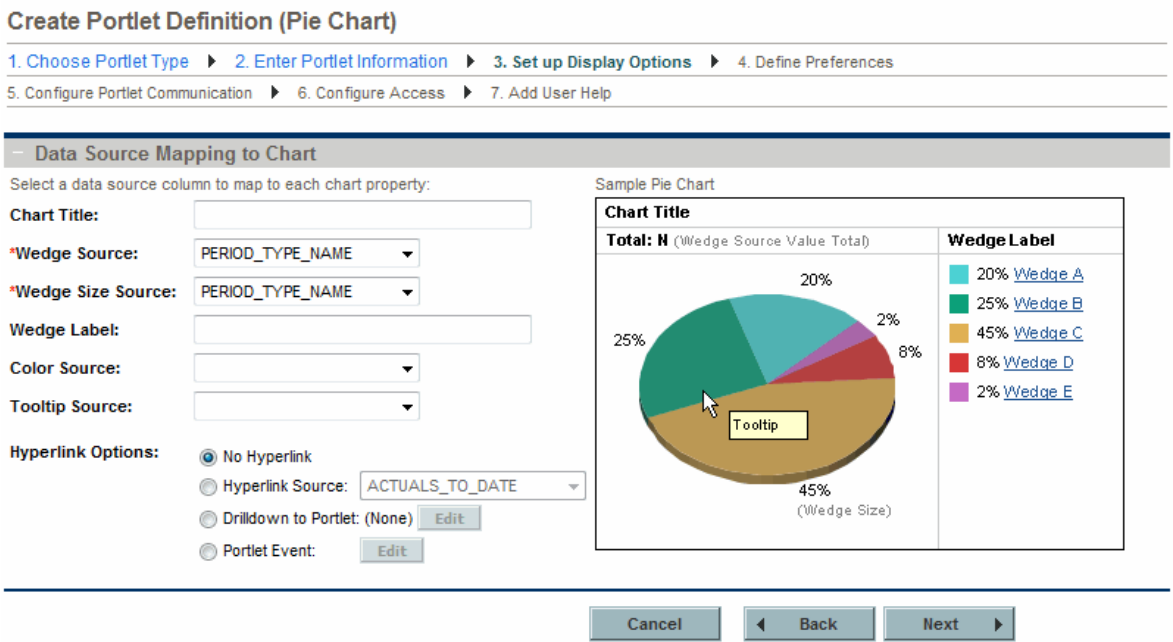 Create Portlet Definition (Pie Chart)
1. Choose Portlet Type 2. Enter Portlet Information 3. Set up Display Options 4. Define Preferences
5. Configure Portlet Communication 6. Configure Access 7. Add User Help
Data Source Mapping to Chart
Select a data source column to map to each chart property:
Chart Title:
*Wedge Source: PERIOD_TYPE_NAME
*Wedge Size Source: PERIOD_TYPE_NAME
Wedge Label:
Color Source:
Tooltip Source:
Hyperlink Options: No Hyperlink
Hyperlink Source: ACTUALS_TO_DATE
Drilldown to Portlet: (None) Edit
Portlet Event: Edit
Sample Pie Chart
Chart Title
Total: N (Wedge Source Value Total)
20%
2%
25%
8%
Tooltip
45%
(Wedge Size)
Wedge Label
20% Wedge A
25% Wedge B
45% Wedge C
8% Wedge D
2% Wedge E
Cancel Back Next